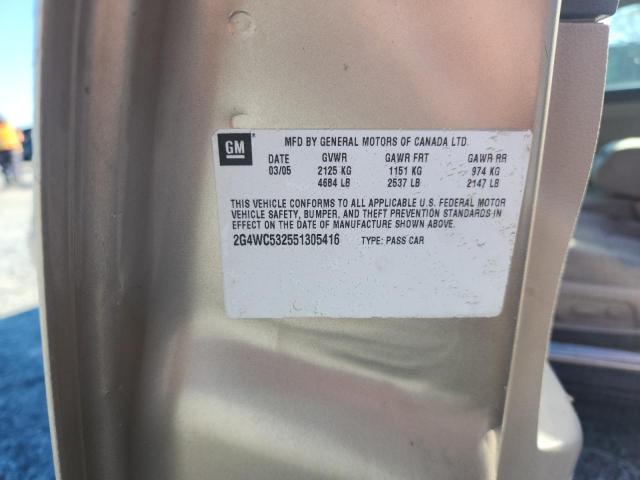 GM
MFD BY GENERAL MOTORS OF CANADA LTD.
DATE GVWR GAWR FRT GAWR RR
03/05 2125 KG 1151 KG 974 KG
4684 LB 2537 LB 2147 LB
THIS VEHICLE CONFORMS TO ALL APPLICABLE U.S. FEDERAL MOTOR
VEHICLE SAFETY, BUMPER, AND THEFT PREVENTION STANDARDS IN
EFFECT ON THE DATE OF MANUFACTURE SHOWN ABOVE.
2G4WC532551305416 TYPE: PASS CAR